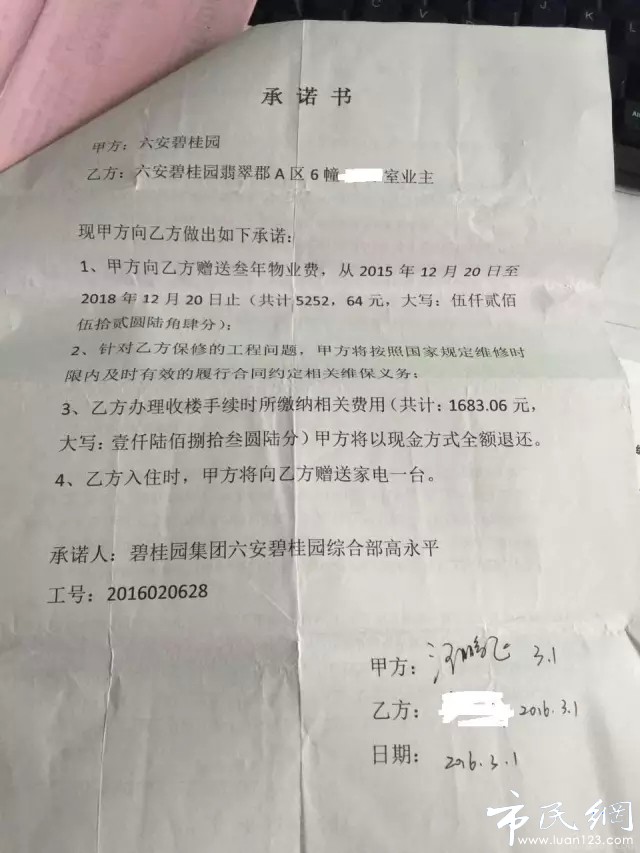 承诺书
甲方：六安碧桂园
乙方：六安碧桂园翡翠郡A区6幢 室业主
现甲方向乙方做出如下承诺：
1、甲方向乙方赠送叁年物业费，从2015年12月20日至
2018年12月20日止（共计5252，64元，大写：伍仟贰佰
伍拾贰圆陆角肆分）；
2、针对乙方保修的工程问题，甲方将按照国家规定维修时
限内及时有效的履行合同约定相关维保义务；
3、乙方办理收楼手续时所缴纳相关费用（共计：1683.06元，
大写：壹仟陆佰捌拾叁圆陆分）甲方将以现金方式全额退还。
4、乙方入住时，甲方将向乙方赠送家电一台。
承诺人：碧桂园集团六安碧桂园综合部高永平
工号：2016020628
甲方： 3.1
乙方： 2016.3.1
日期：2016.3.1
市民网
www.luan123.com